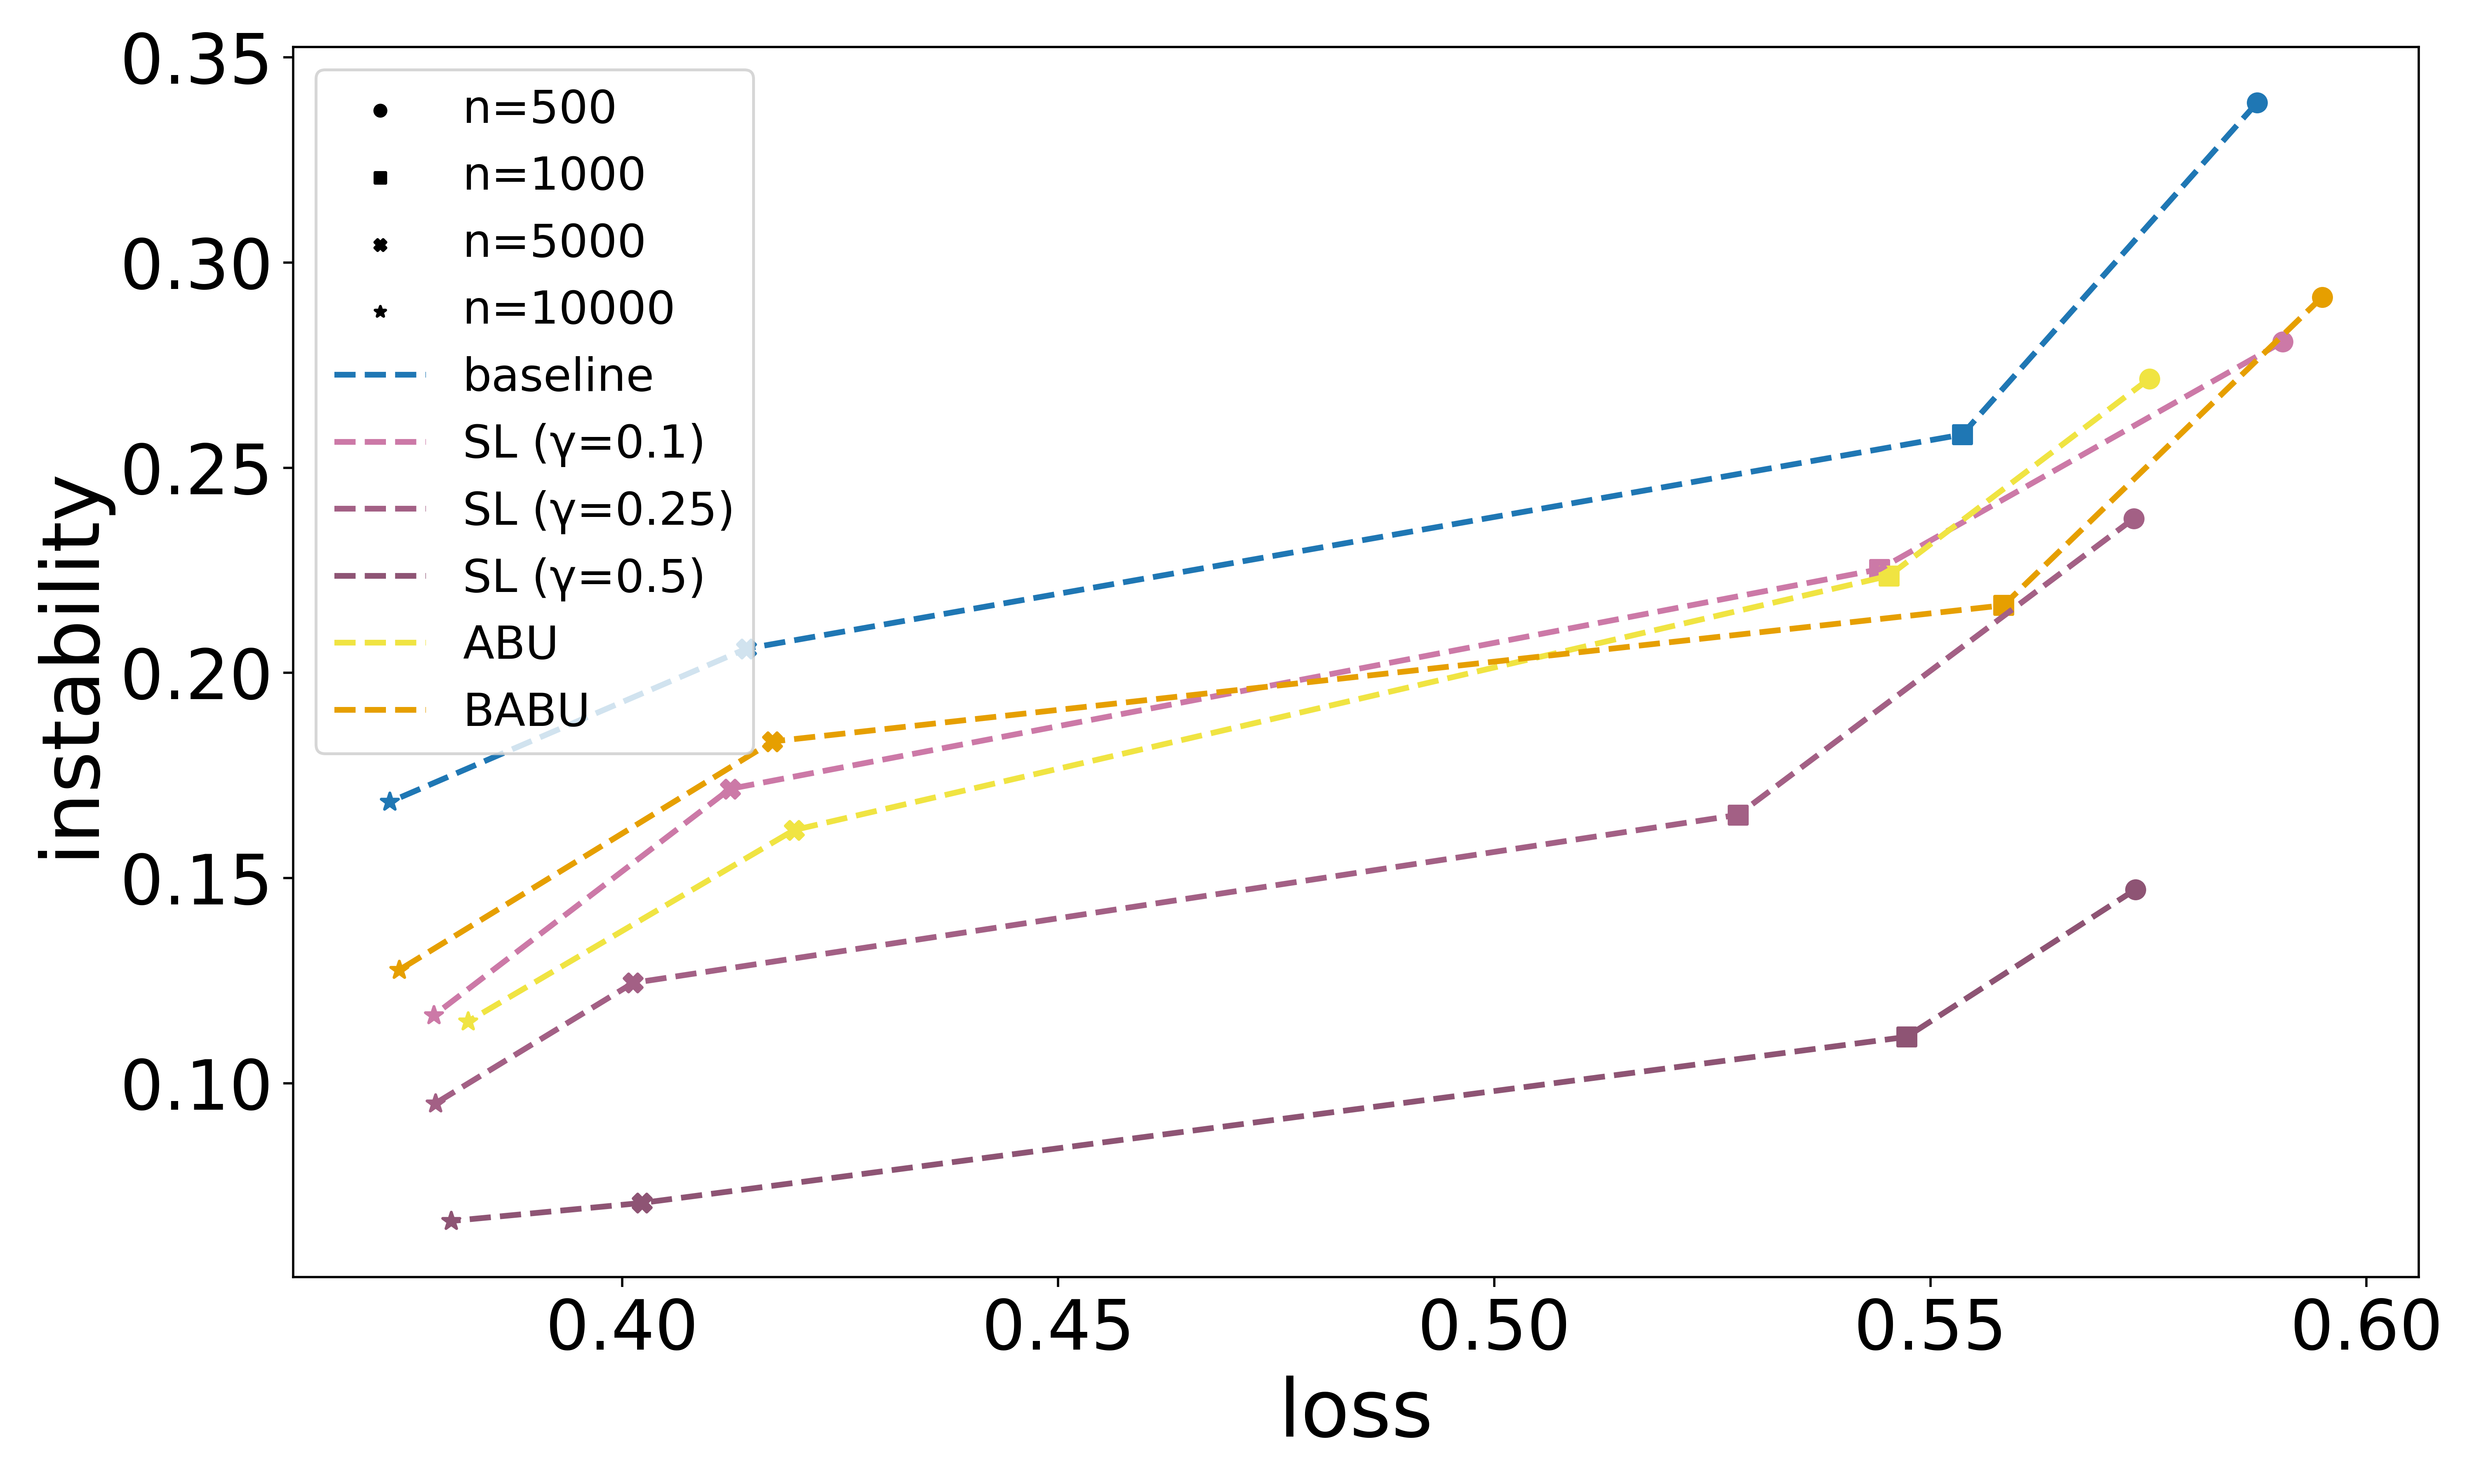 0.35
0.30
0.25
0.20
0.15
0.10
instability
n=500
n=1000
n=5000
n=10000
baseline
SL (γ=0.1)
SL (γ=0.25)
SL (γ=0.5)
ABU
BABU
0.40 0.45 0.50 0.55 0.60
loss